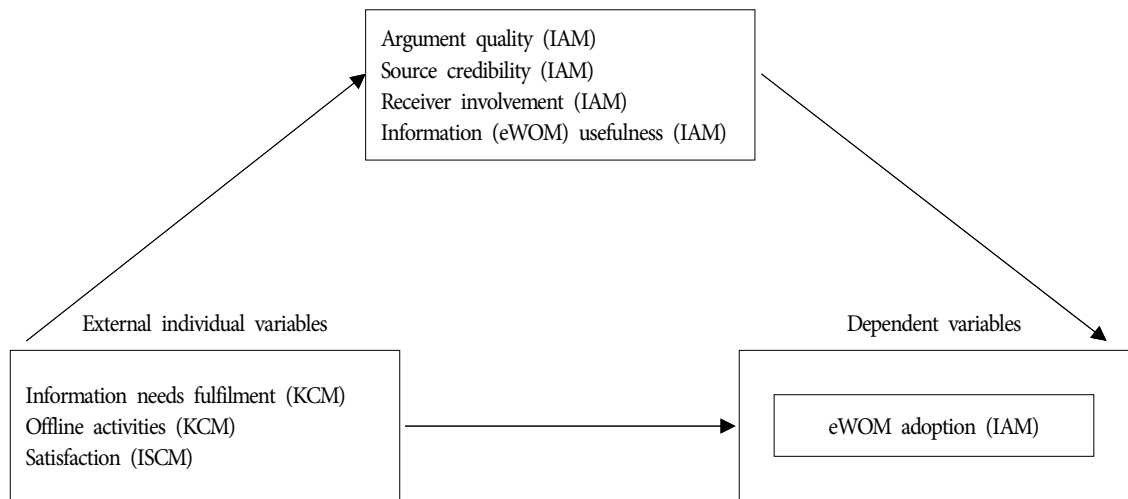 Argument quality (IAM)
Source credibility (IAM)
Receiver involvement (IAM)
Information (eWOM) usefulness (IAM)
External individual variables
Information needs fulfilment (KCM)
Offline activities (KCM)
Satisfaction (ISCM)
Dependent variables
eWOM adoption (IAM)